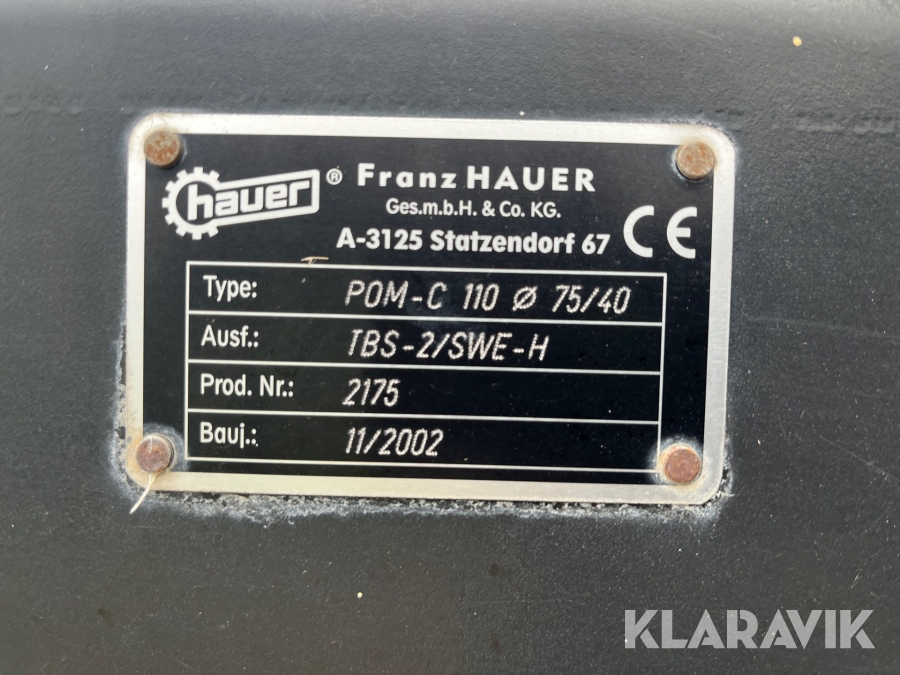 hauer ® Franz HAUER
Ges.m.b.H. & Co. KG.
A-3125 Statzendorf 67 CE
Type: POM-C 110 ø 75/40
Ausf.: TBS-2/SWE-H
Prod. Nr.: 2175
Bauj.: 11/2002
KLARAVIK